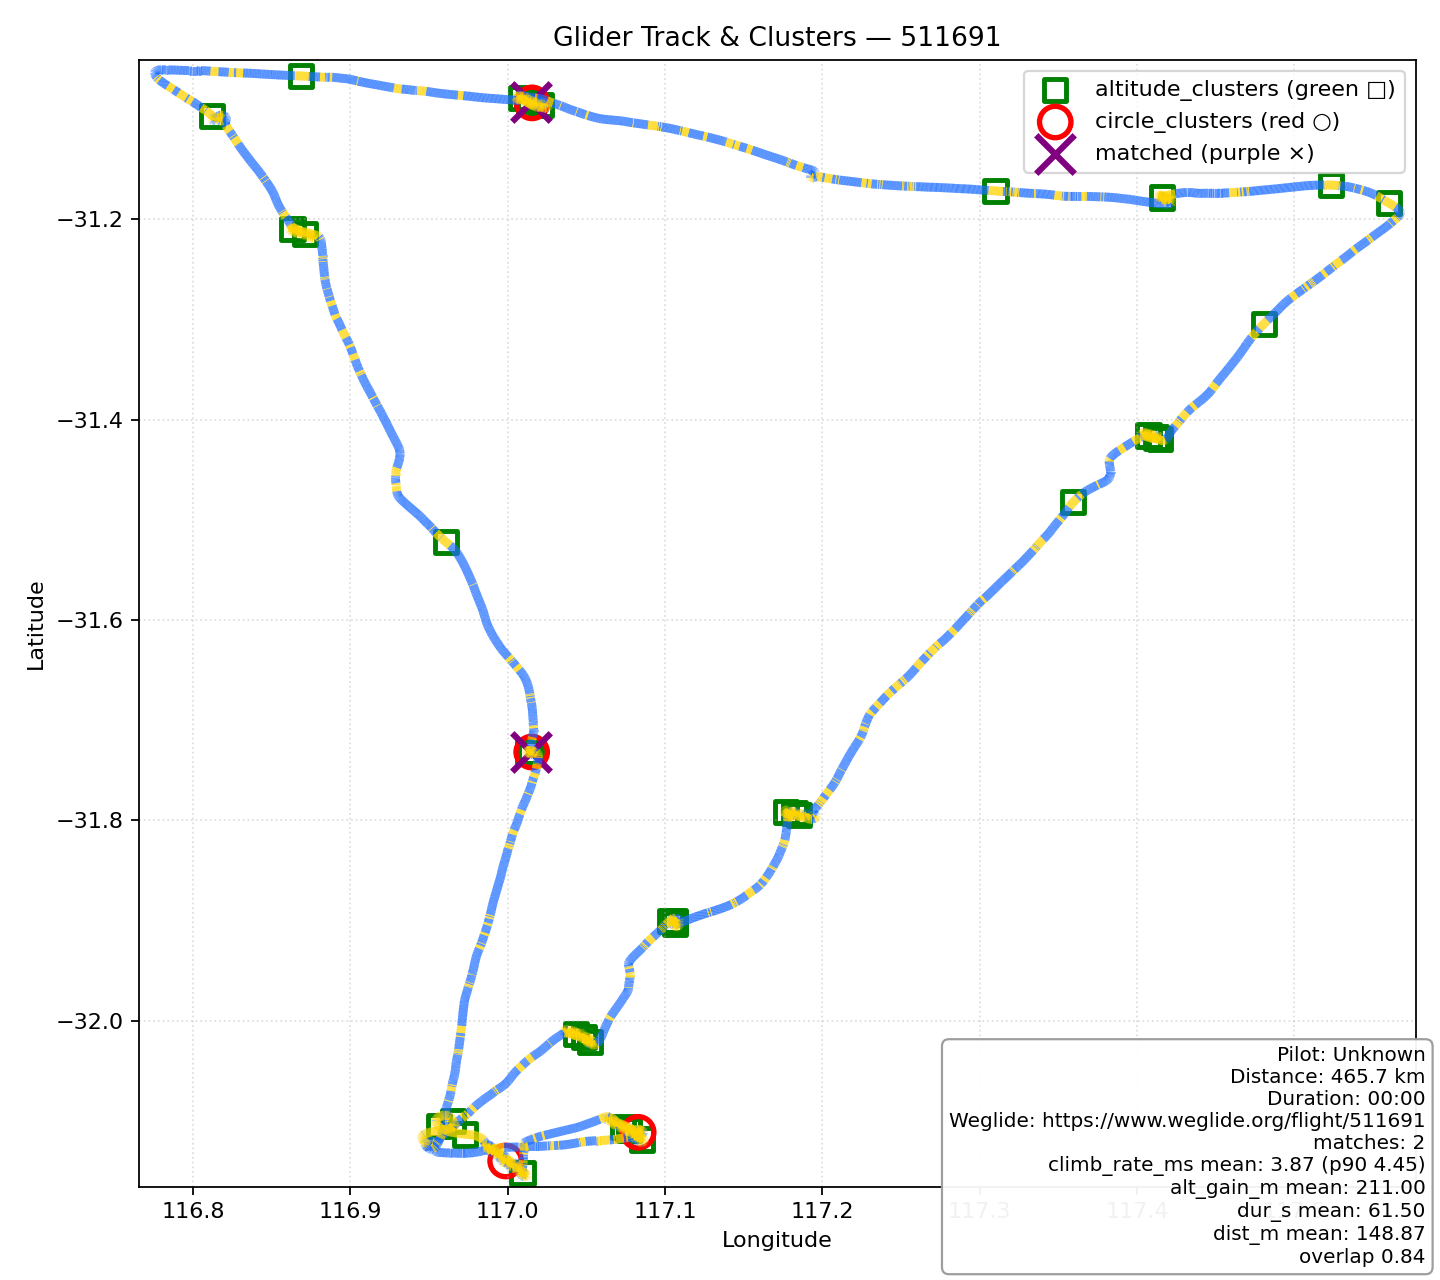 Glider Track & Clusters — 511691
altitude_clusters (green □)
circle_clusters (red ○)
matched (purple ×)
−31.2
−31.4
−31.6
−31.8
−32.0
Latitude
116.8 116.9 117.0 117.1 117.2 117.3 117.4
Longitude
Pilot: Unknown
Distance: 465.7 km
Duration: 00:00
Weglide: https://www.weglide.org/flight/511691
matches: 2
climb_rate_ms mean: 3.87 (p90 4.45)
alt_gain_m mean: 211.00
dur_s mean: 61.50
dist_m mean: 148.87
overlap 0.84